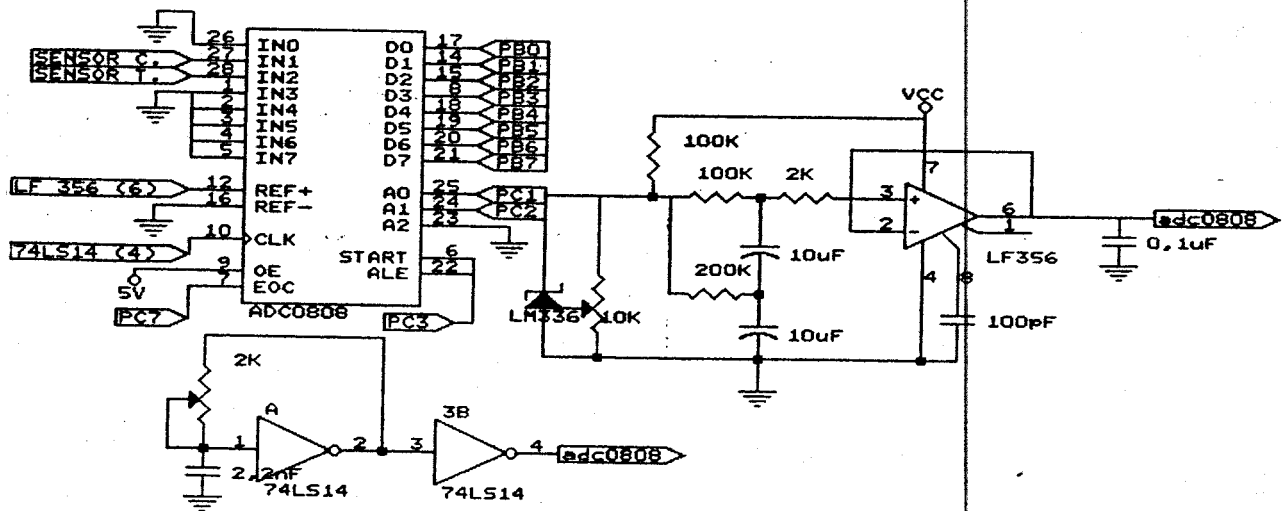 26 IN0
SENSOR C. 27 IN1
SENSOR T. 28 IN2
1 IN3
2 IN4
3 IN5
4 IN6
5 IN7
LF 356 (6) 12 REF+
16 REF-
74LS14 (4) 10 CLK
9 OE
5V 7 EOC
PC7
ADC0808
D0 17 PB0
D1 14 PB1
D2 15 PB2
D3 8 PB3
D4 18 PB4
D5 19 PB5
D6 20 PB6
D7 21 PB7
A0 25 PC1
A1 24 PC2
A2 23
START 6
ALE 22
PC3
VCC
100K
100K
2K
7
3 +
2 -
6
1
LF356
4
8
adc0808
0,1uF
10uF
200K
LM336
10K
10uF
100pF
2K
A
1
2
2,2nF
74LS14
3B
3
4
74LS14
adc0808